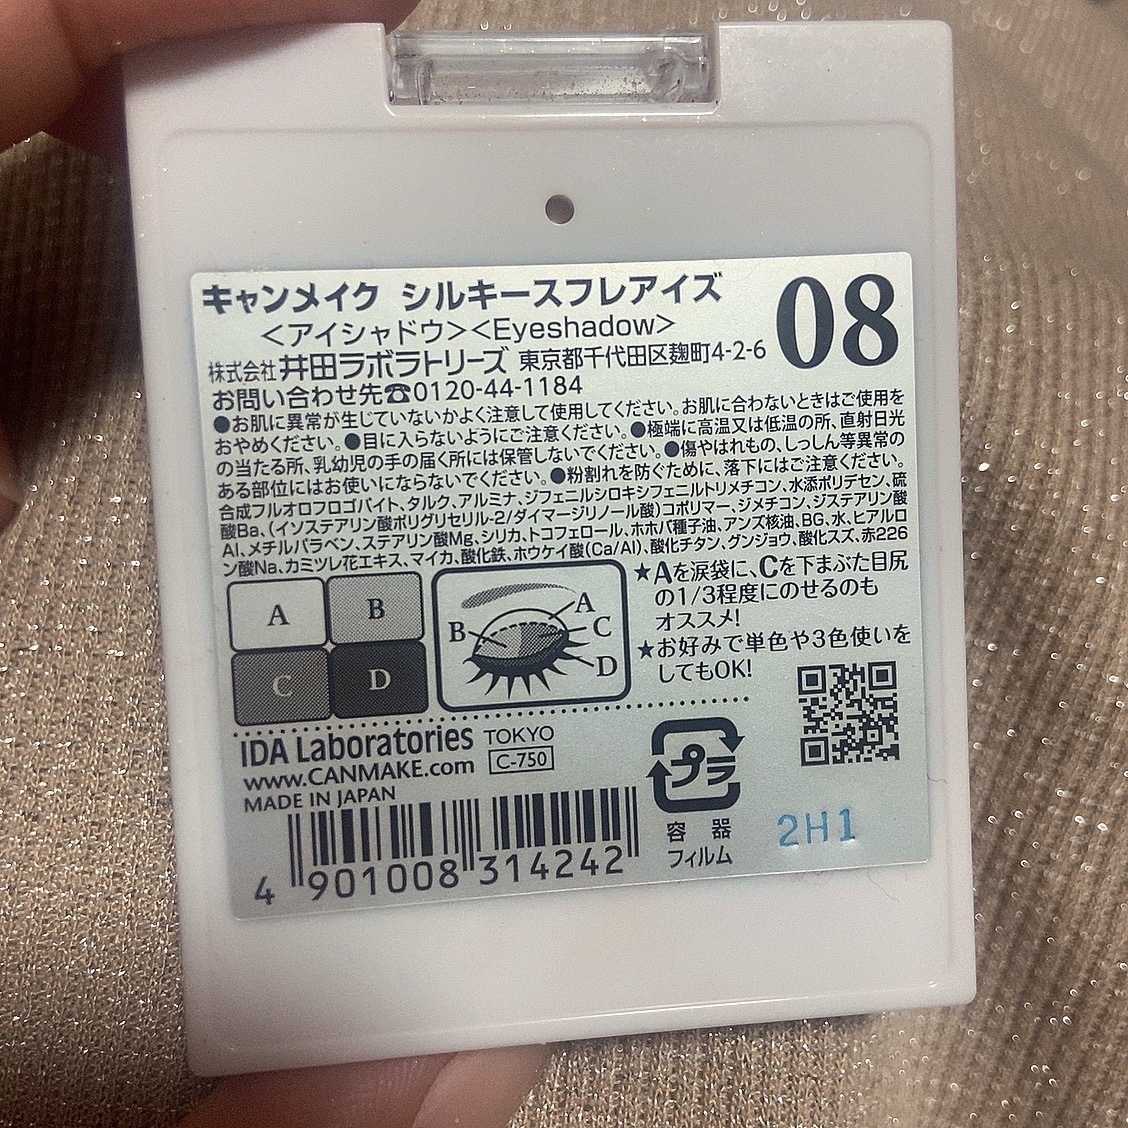 キャンメイク シルキースフレアイズ
＜アイシャドウ＞＜Eyeshadow＞
08
株式会社 井田ラボラトリーズ 東京都千代田区麹町4-2-6
お問い合わせ先☎0120-44-1184
●お肌に異常が生じていないかよく注意して使用してください。お肌に合わないときはご使用を
おやめください。●目に入らないようにご注意ください。●極端に高温又は低温の所、直射日光
の当たる所、乳幼児の手の届く所には保管しないでください。●傷やはれもの、しっしん等異常の
ある部位にはお使いにならないでください。●粉割れを防ぐために、落下にはご注意ください。
合成フルオロフロゴパイト、タルク、アルミナ、ジフェニルシロキシフェニルトリメチコン、水添ポリデセン、硫
酸Ba、(イソステアリン酸ポリグリセリル-2/ダイマージリノール酸)コポリマー、ジメチコン、ジステアリン酸
Al、メチルパラベン、ステアリン酸Mg、シリカ、トコフェロール、ホホバ種子油、アンズ核油、BG、水、ヒアルロ
ン酸Na、カミツレ花エキス、マイカ、酸化鉄、ホウケイ酸(Ca/Al)、酸化チタン、グンジョウ、酸化スズ、赤226
A B
C D
A
B
C
D
★Aを涙袋に、Cを下まぶた目尻
の1/3程度にのせるのも
オススメ!
★お好みで単色や3色使いを
してもOK!
IDA Laboratories TOKYO
www.CANMAKE.com C-750
MADE IN JAPAN
4 901008 314242
プラ
容 器
フィルム
2H1